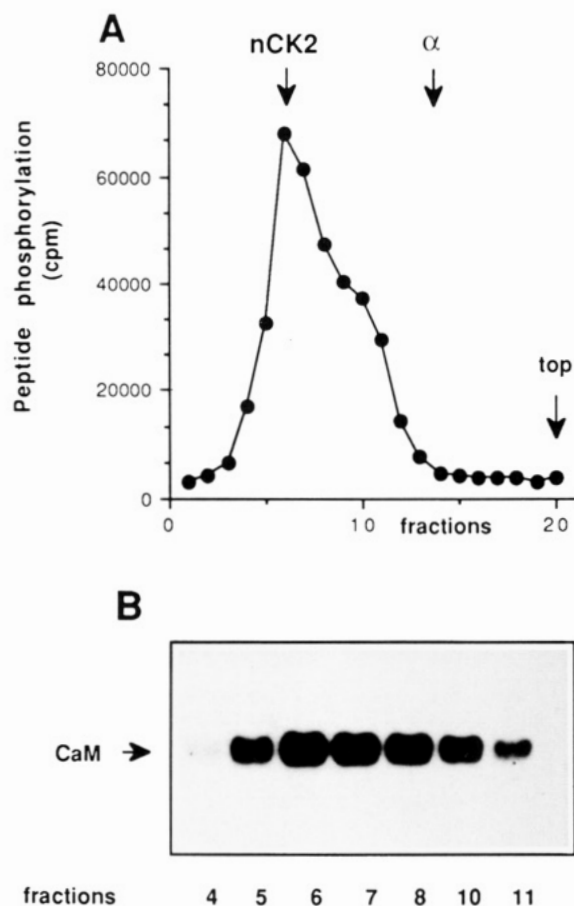 A
nCK2
α
80000
60000
40000
20000
0
Peptide phosphorylation
(cpm)
top
0
10
fractions
20
B
CaM
fractions 4 5 6 7 8 10 11